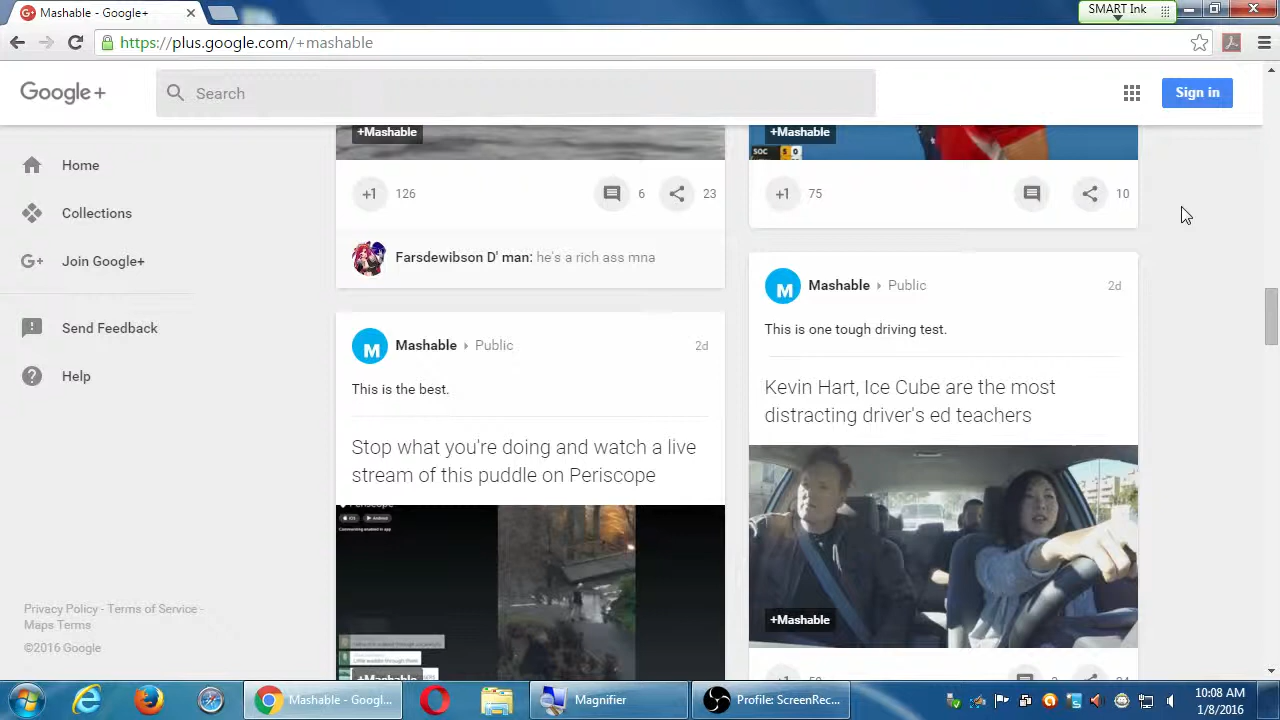 Mashable - Google+
SMART Ink
https://plus.google.com/+mashable
Google+
Search
Sign in
Home
Collections
G+ Join Google+
Send Feedback
Help
Privacy Policy - Terms of Service -
Maps Terms
©2016 Google
+Mashable
+1 126 6 23
Farsdewibson D' man: he's a rich ass mna
M Mashable Public 2d
This is the best.
Stop what you're doing and watch a live
stream of this puddle on Periscope
iOS Android
+Mashable
+Mashable
SOC
+1 75 10
M Mashable Public 2d
This is one tough driving test.
Kevin Hart, Ice Cube are the most
distracting driver's ed teachers
+Mashable
Mashable - Googl...
Magnifier
Profile: ScreenRec...
10:08 AM
1/8/2016